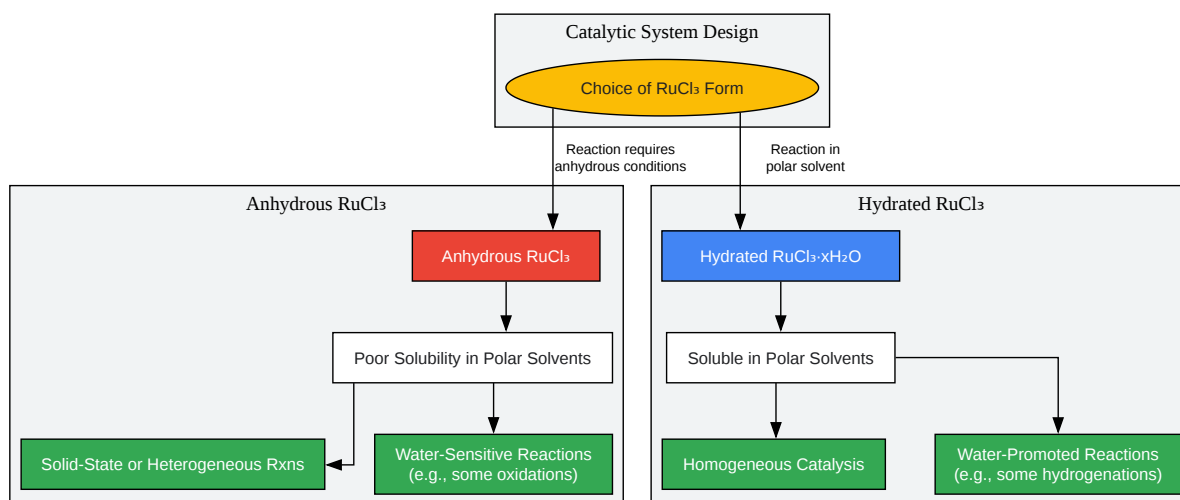 Catalytic System Design
Choice of RuCl₃ Form
Reaction requires
anhydrous conditions
Reaction in
polar solvent
Anhydrous RuCl₃
Anhydrous RuCl₃
Poor Solubility in Polar Solvents
Solid-State or Heterogeneous Rxns
Water-Sensitive Reactions
(e.g., some oxidations)
Hydrated RuCl₃
Hydrated RuCl₃·xH₂O
Soluble in Polar Solvents
Homogeneous Catalysis
Water-Promoted Reactions
(e.g., some hydrogenations)